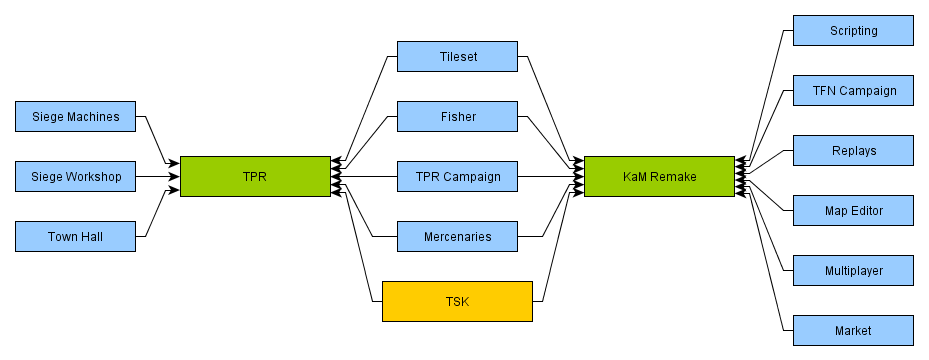 Siege Machines
Siege Workshop
Town Hall
TPR
Tileset
Fisher
TPR Campaign
Mercenaries
TSK
KaM Remake
Scripting
TFN Campaign
Replays
Map Editor
Multiplayer
Market